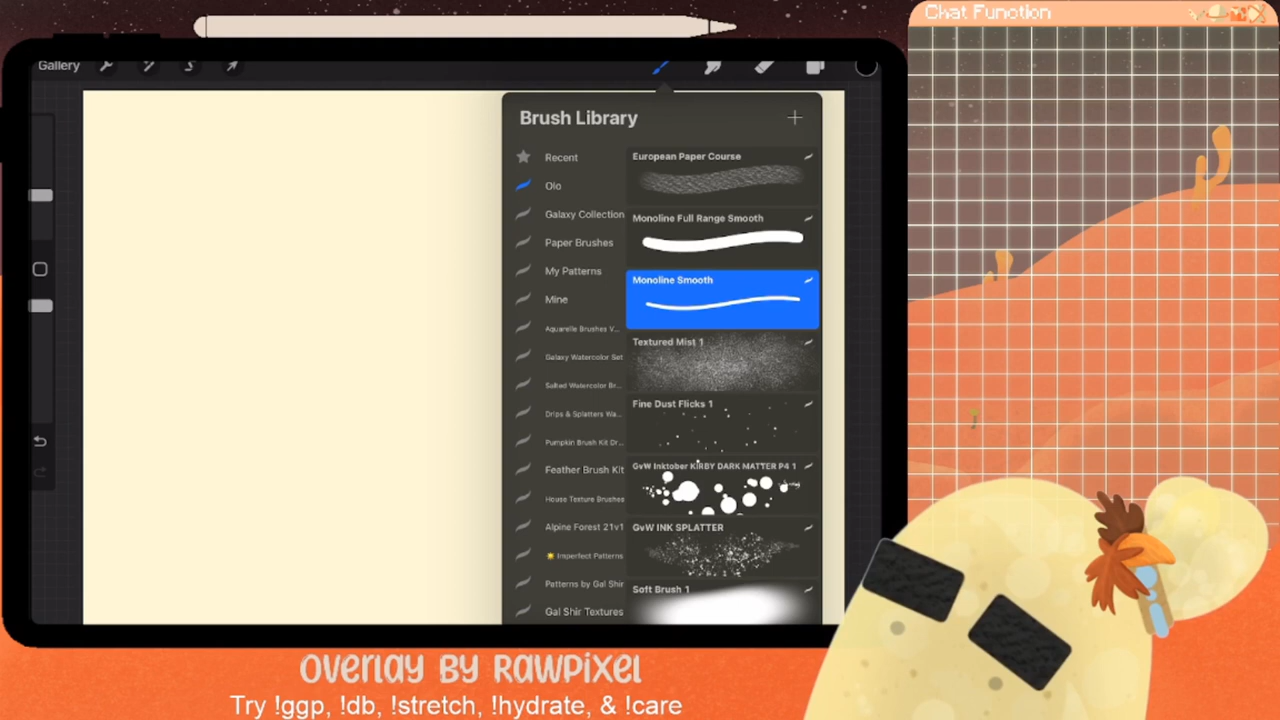 Chat Function
Gallery
Brush Library
Recent
Olo
Galaxy Collection
Paper Brushes
My Patterns
Mine
Aquarelle Brushes V...
Galaxy Watercolor Set
Salted Watercolor Br...
Drips & Splatters Wa...
Pumpkin Brush Kit Dr...
Feather Brush Kit
House Texture Brushes
Alpine Forest 21v1
Imperfect Patterns
Patterns by Gal Shir
Gal Shir Textures
European Paper Course
Monoline Full Range Smooth
Monoline Smooth
Textured Mist 1
Fine Dust Flicks 1
GvW Inktober KIRBY DARK MATTER P4 1
GvW INK SPLATTER
Soft Brush 1
OVERLAY BY RAWPIXEL
Try !ggp, !db, !stretch, !hydrate, & !care